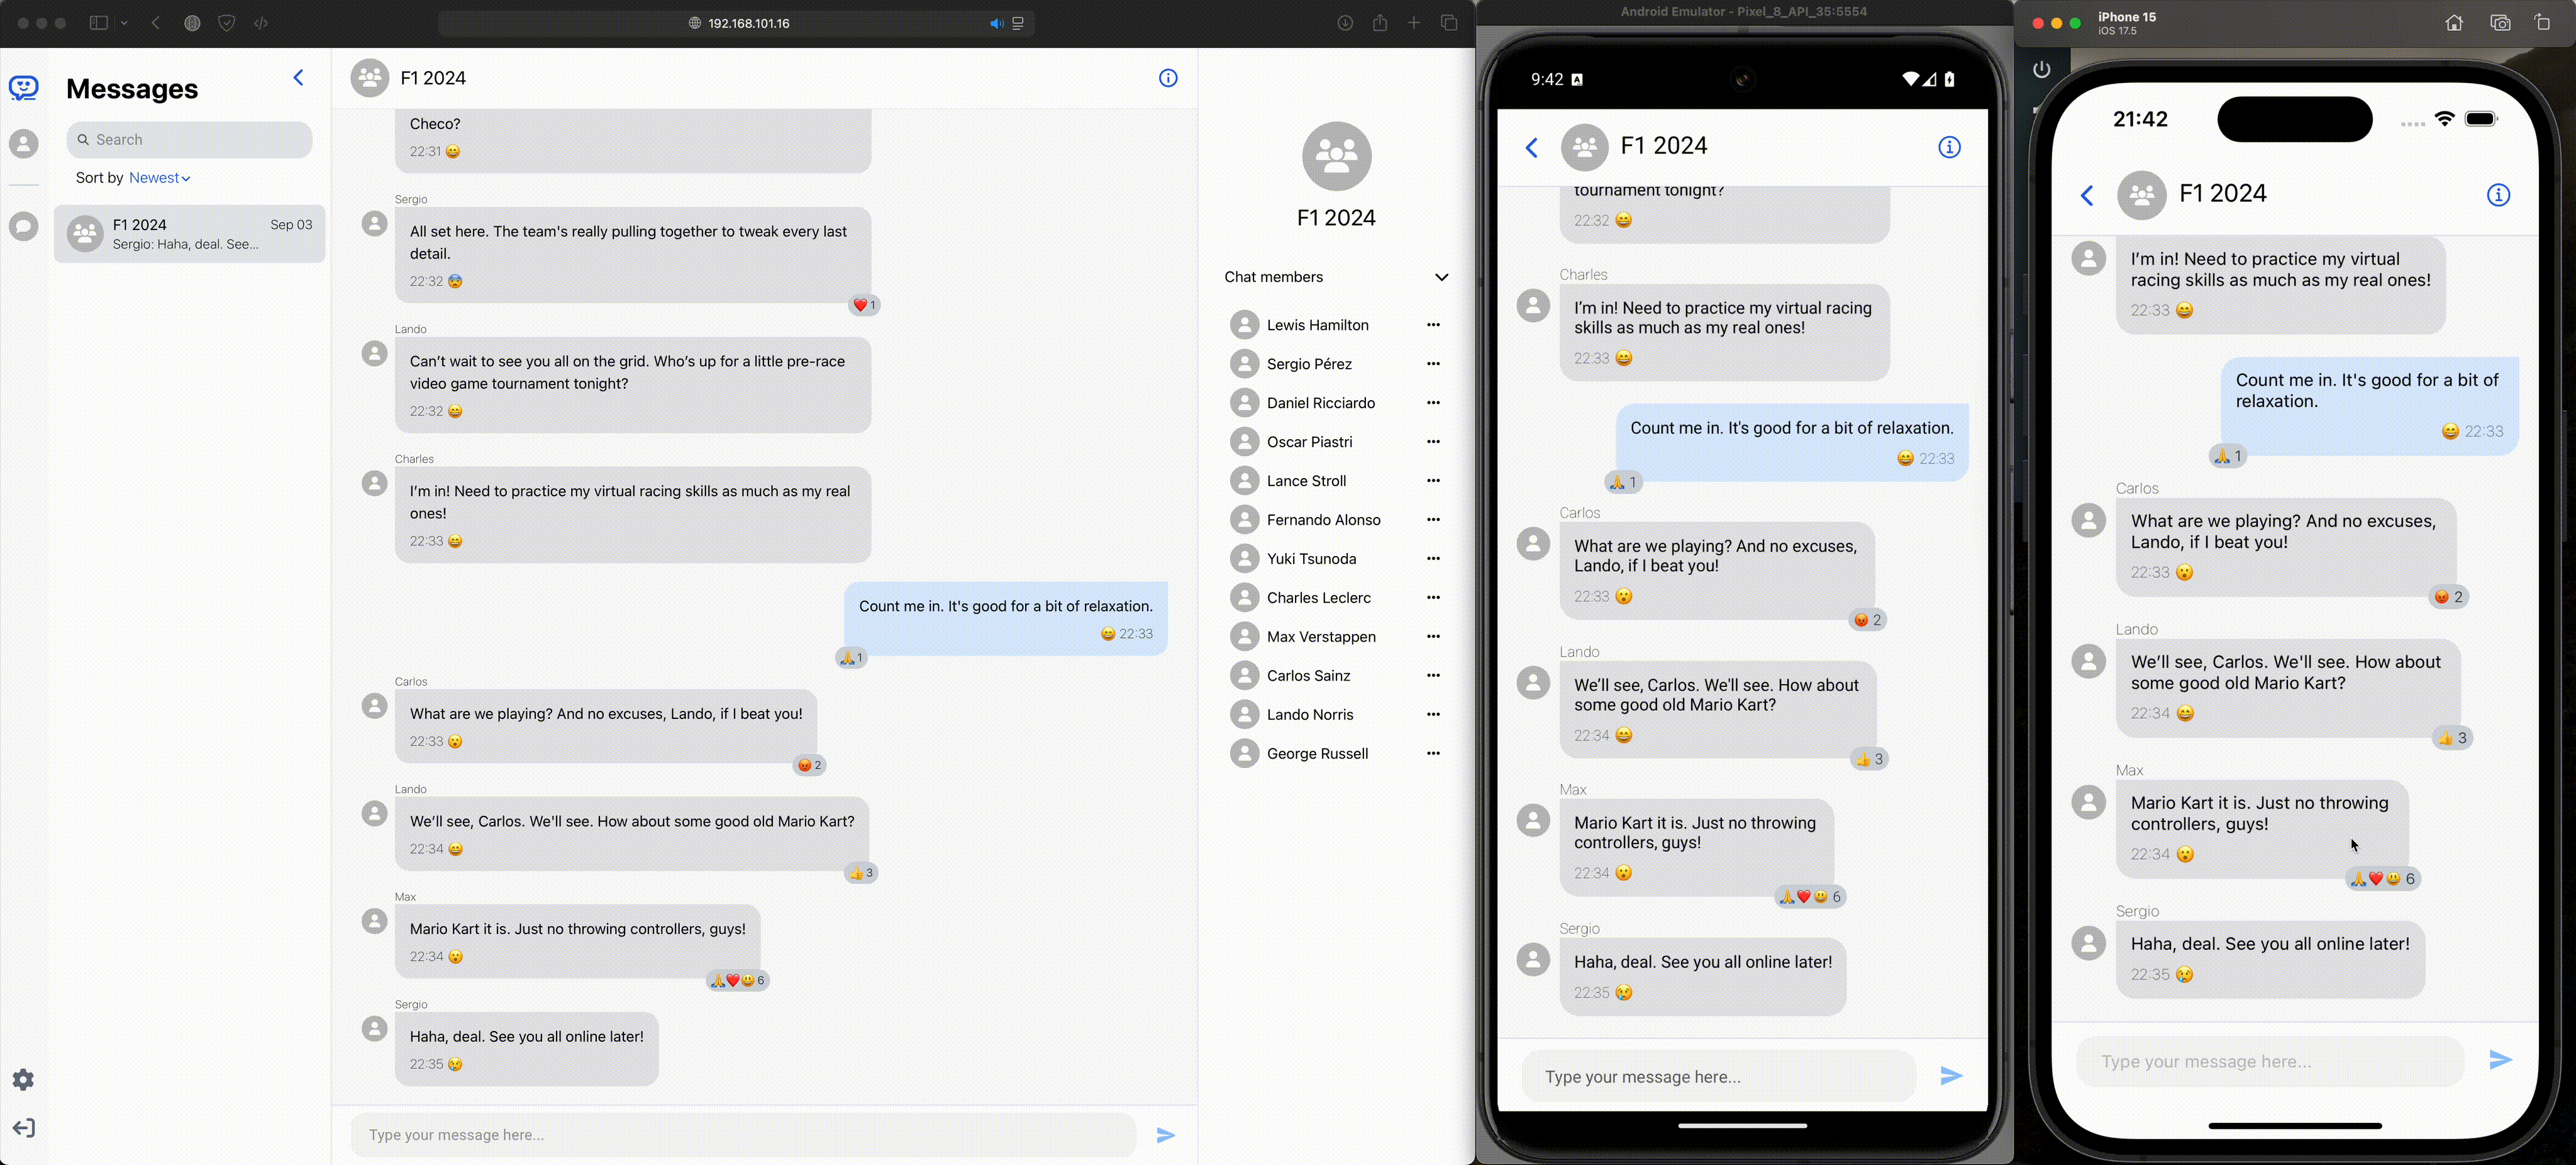 192.168.101.16
Messages
Search
Sort by Newest
F1 2024
Sep 03
Sergio: Haha, deal. See...
F1 2024
Checo?
22:31 😄
Sergio
All set here. The team's really pulling together to tweak every last
detail.
22:32 😨
❤️ 1
Lando
Can’t wait to see you all on the grid. Who’s up for a little pre-race
video game tournament tonight?
22:32 😄
Charles
I’m in! Need to practice my virtual racing skills as much as my real
ones!
22:33 😄
Count me in. It's good for a bit of relaxation.
😄 22:33
🙏 1
Carlos
What are we playing? And no excuses, Lando, if I beat you!
22:33 😮
😡 2
Lando
We’ll see, Carlos. We'll see. How about some good old Mario Kart?
22:34 😄
👍 3
Max
Mario Kart it is. Just no throwing controllers, guys!
22:34 😮
🙏❤️😃 6
Sergio
Haha, deal. See you all online later!
22:35 😢
Type your message here...
F1 2024
Chat members
Lewis Hamilton
Sergio Pérez
Daniel Ricciardo
Oscar Piastri
Lance Stroll
Fernando Alonso
Yuki Tsunoda
Charles Leclerc
Max Verstappen
Carlos Sainz
Lando Norris
George Russell
Android Emulator - Pixel_8_API_35:5554
9:42
F1 2024
tournament tonight?
22:32 😄
Charles
I’m in! Need to practice my virtual racing
skills as much as my real ones!
22:33 😄
Count me in. It's good for a bit of relaxation.
😄 22:33
🙏 1
Carlos
What are we playing? And no excuses,
Lando, if I beat you!
22:33 😮
😡 2
Lando
We’ll see, Carlos. We'll see. How about
some good old Mario Kart?
22:34 😄
👍 3
Max
Mario Kart it is. Just no throwing
controllers, guys!
22:34 😮
🙏❤️😃 6
Sergio
Haha, deal. See you all online later!
22:35 😢
Type your message here...
iPhone 15
iOS 17.5
21:42
F1 2024
I’m in! Need to practice my virtual
racing skills as much as my real ones!
22:33 😄
Count me in. It's good for a bit of
relaxation.
😄 22:33
🙏 1
Carlos
What are we playing? And no excuses,
Lando, if I beat you!
22:33 😮
😡 2
Lando
We’ll see, Carlos. We'll see. How about
some good old Mario Kart?
22:34 😄
👍 3
Max
Mario Kart it is. Just no throwing
controllers, guys!
22:34 😮
🙏❤️😃 6
Sergio
Haha, deal. See you all online later!
22:35 😢
Type your message here...